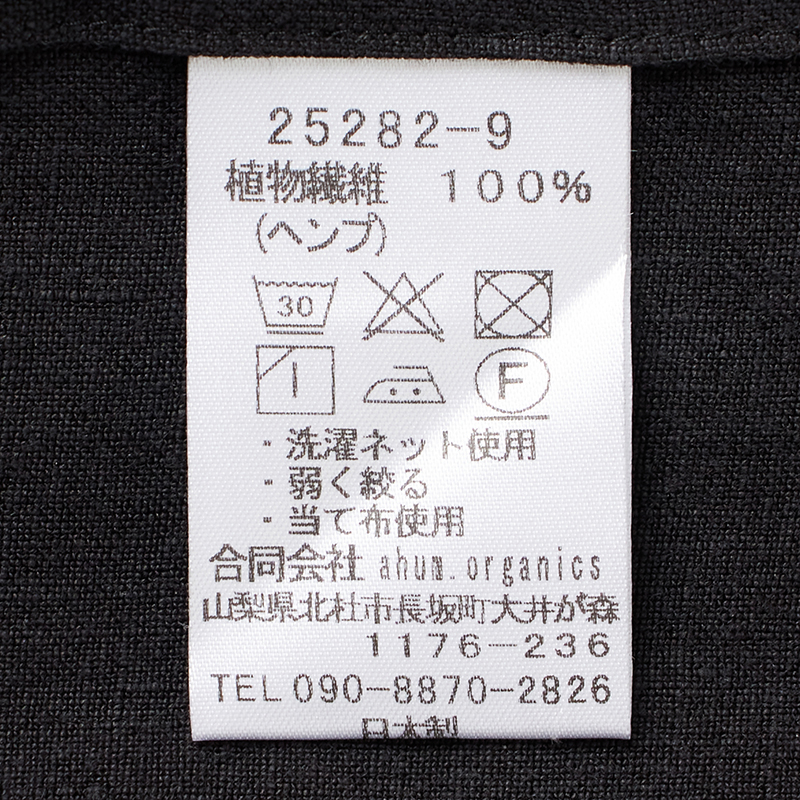 25282-9
植物繊維 100%
(ヘンプ)
30
F
・洗濯ネット使用
・弱く絞る
・当て布使用
合同会社 ahum.organics
山梨県北杜市長坂町大井が森
1176-236
TEL 090-8870-2826
日本製